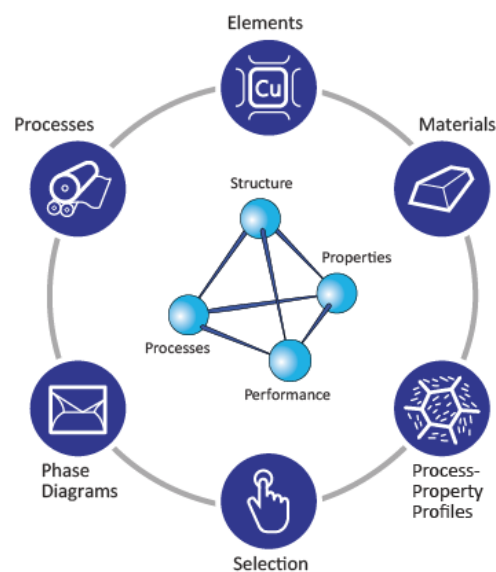 Elements
Cu
Processes
Materials
Structure
Properties
Processes
Performance
Phase
Diagrams
Process-
Property
Profiles
Selection